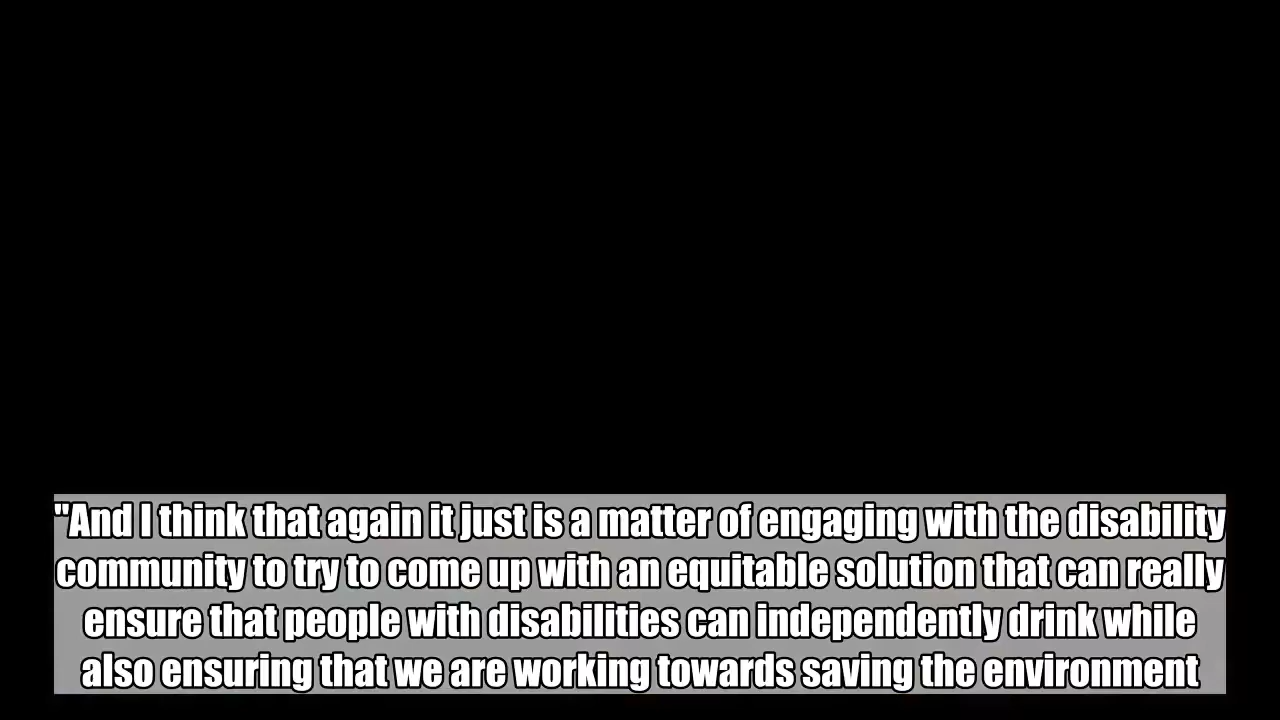 "And I think that again it just is a matter of engaging with the disability
community to try to come up with an equitable solution that can really
ensure that people with disabilities can independently drink while
also ensuring that we are working towards saving the environment